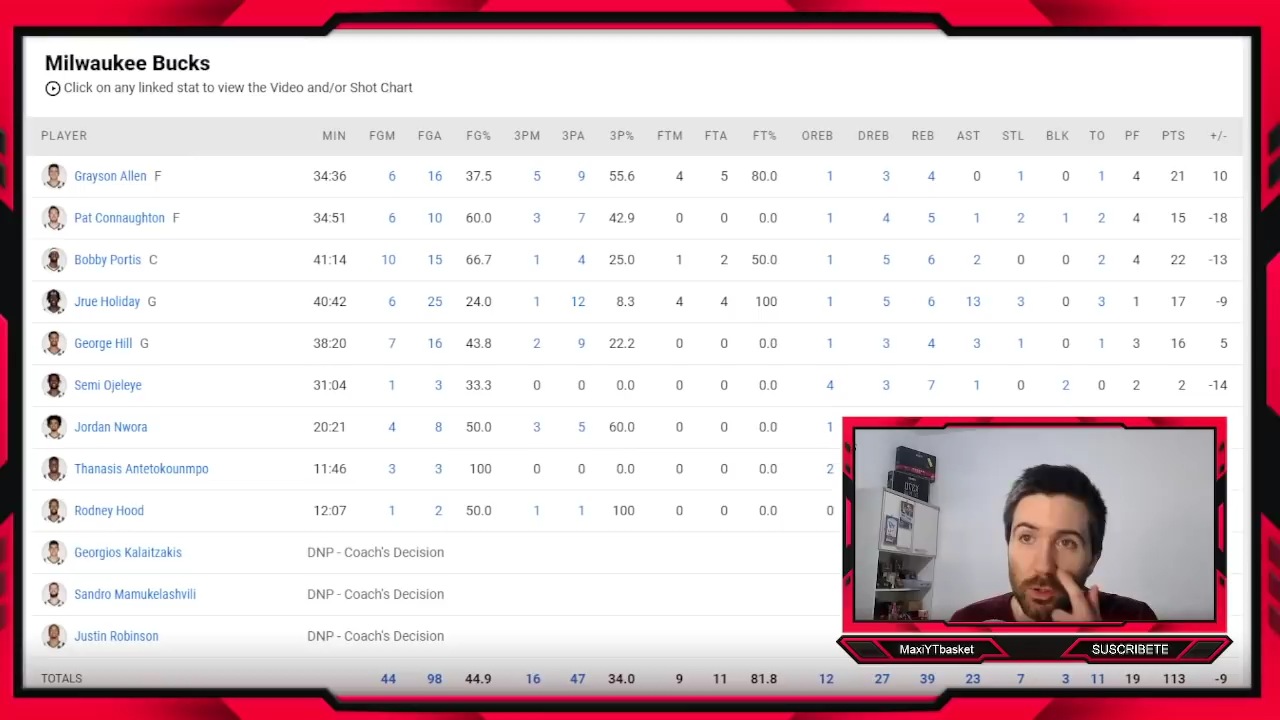 Milwaukee Bucks
Click on any linked stat to view the Video and/or Shot Chart
PLAYER MIN FGM FGA FG% 3PM 3PA 3P% FTM FTA FT% OREB DREB REB AST STL BLK TO PF PTS +/-
Grayson Allen F 34:36 6 16 37.5 5 9 55.6 4 5 80.0 1 3 4 0 1 0 1 4 21 10
Pat Connaughton F 34:51 6 10 60.0 3 7 42.9 0 0 0.0 1 4 5 1 2 1 2 4 15 -18
Bobby Portis C 41:14 10 15 66.7 1 4 25.0 1 2 50.0 1 5 6 2 0 0 2 4 22 -13
Jrue Holiday G 40:42 6 25 24.0 1 12 8.3 4 4 100 1 5 6 13 3 0 3 1 17 -9
George Hill G 38:20 7 16 43.8 2 9 22.2 0 0 0.0 1 3 4 3 1 0 1 3 16 5
Semi Ojeleye 31:04 1 3 33.3 0 0 0.0 0 0 0.0 4 3 7 1 0 2 0 2 2 -14
Jordan Nwora 20:21 4 8 50.0 3 5 60.0 0 0 0.0 1
Thanasis Antetokounmpo 11:46 3 3 100 0 0 0.0 0 0 0.0 2
Rodney Hood 12:07 1 2 50.0 1 1 100 0 0 0.0 0
Georgios Kalaitzakis DNP - Coach's Decision
Sandro Mamukelashvili DNP - Coach's Decision
Justin Robinson DNP - Coach's Decision
MaxiYTbasket SUSCRIBETE
TOTALS 44 98 44.9 16 47 34.0 9 11 81.8 12 27 39 23 7 3 11 19 113 -9